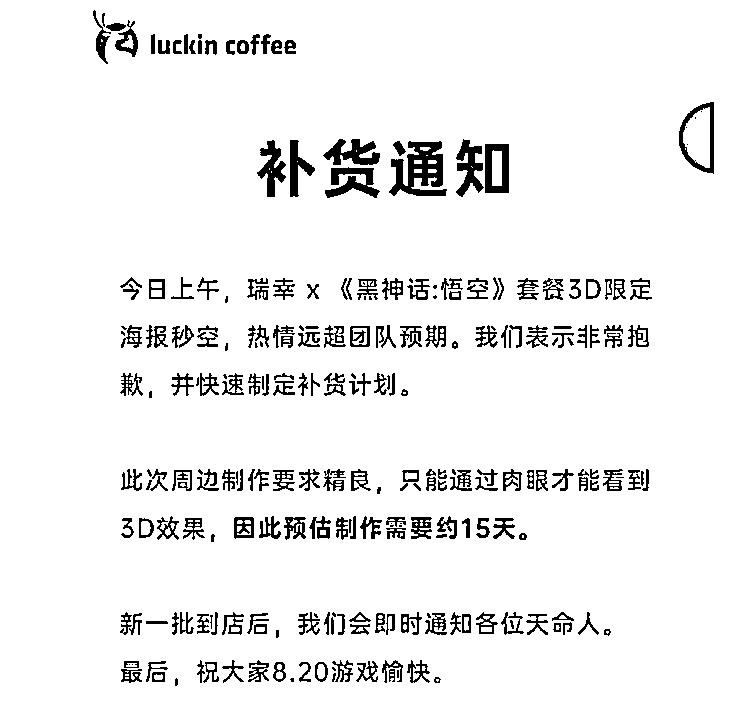 luckin coffee
补货通知
今日上午，瑞幸 x 《黑神话:悟空》套餐3D限定
海报秒空，热情远超团队预期。我们表示非常抱
歉，并快速制定补货计划。
此次周边制作要求精良，只能通过肉眼才能看到
3D效果，因此预估制作需要约15天。
新一批到店后，我们会即时通知各位天命人。
最后，祝大家8.20游戏愉快。